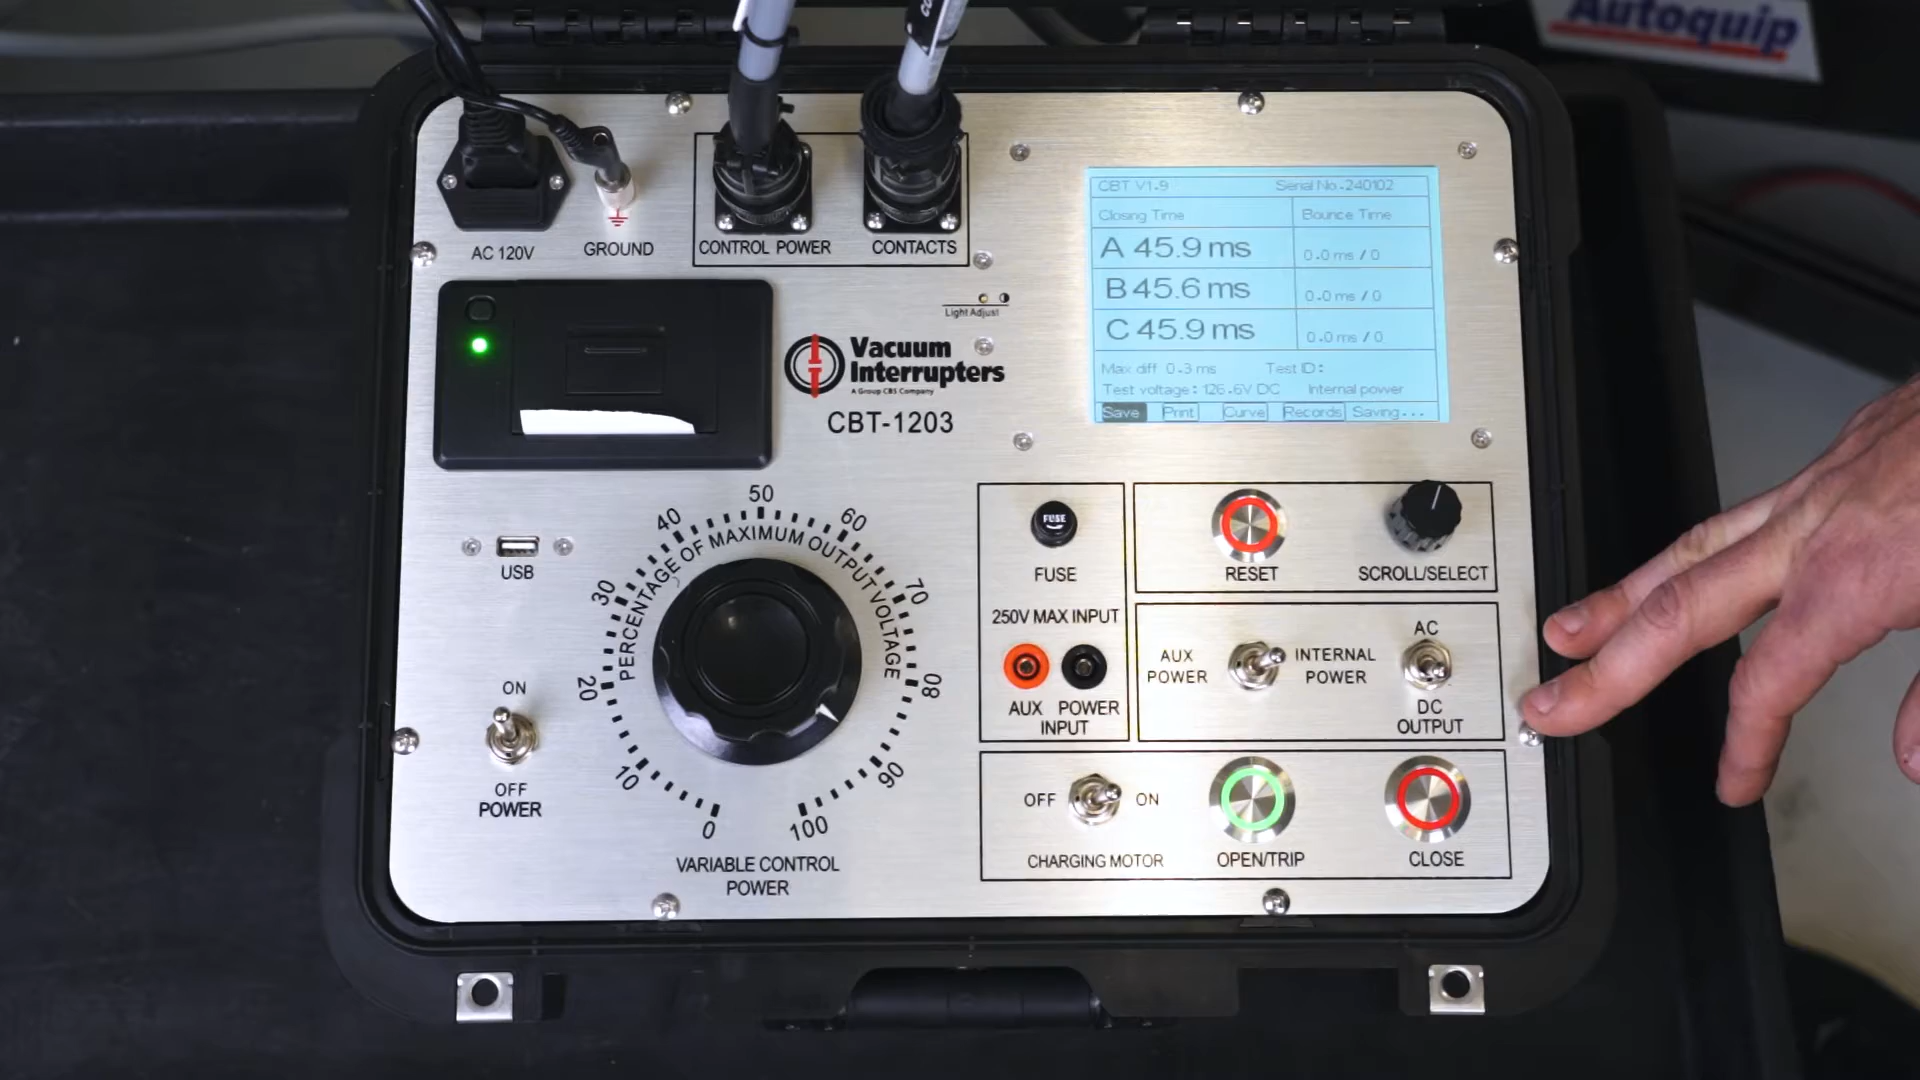 Autoquip
AC 120V
GROUND
CONTROL POWER
CONTACTS
CBT V1.9 Serial No.240102
Closing Time Bounce Time
A 45.9 ms 0.0 ms / 0
B 45.6 ms 0.0 ms / 0
C 45.9 ms 0.0 ms / 0
Max diff 0.3 ms Test ID:
Test voltage: 126.6V DC Internal power
Save Print Curve Records Saving...
Light Adjust
Vacuum
Interrupters
A Group CBS Company
CBT-1203
USB
ON
OFF
POWER
0 10 20 30 40 50 60 70 80 90 100
PERCENTAGE OF MAXIMUM OUTPUT VOLTAGE
VARIABLE CONTROL
POWER
FUSE
FUSE
250V MAX INPUT
AUX POWER
INPUT
RESET
SCROLL/SELECT
AUX
POWER
INTERNAL
POWER
AC
DC
OUTPUT
OFF ON
CHARGING MOTOR
OPEN/TRIP
CLOSE